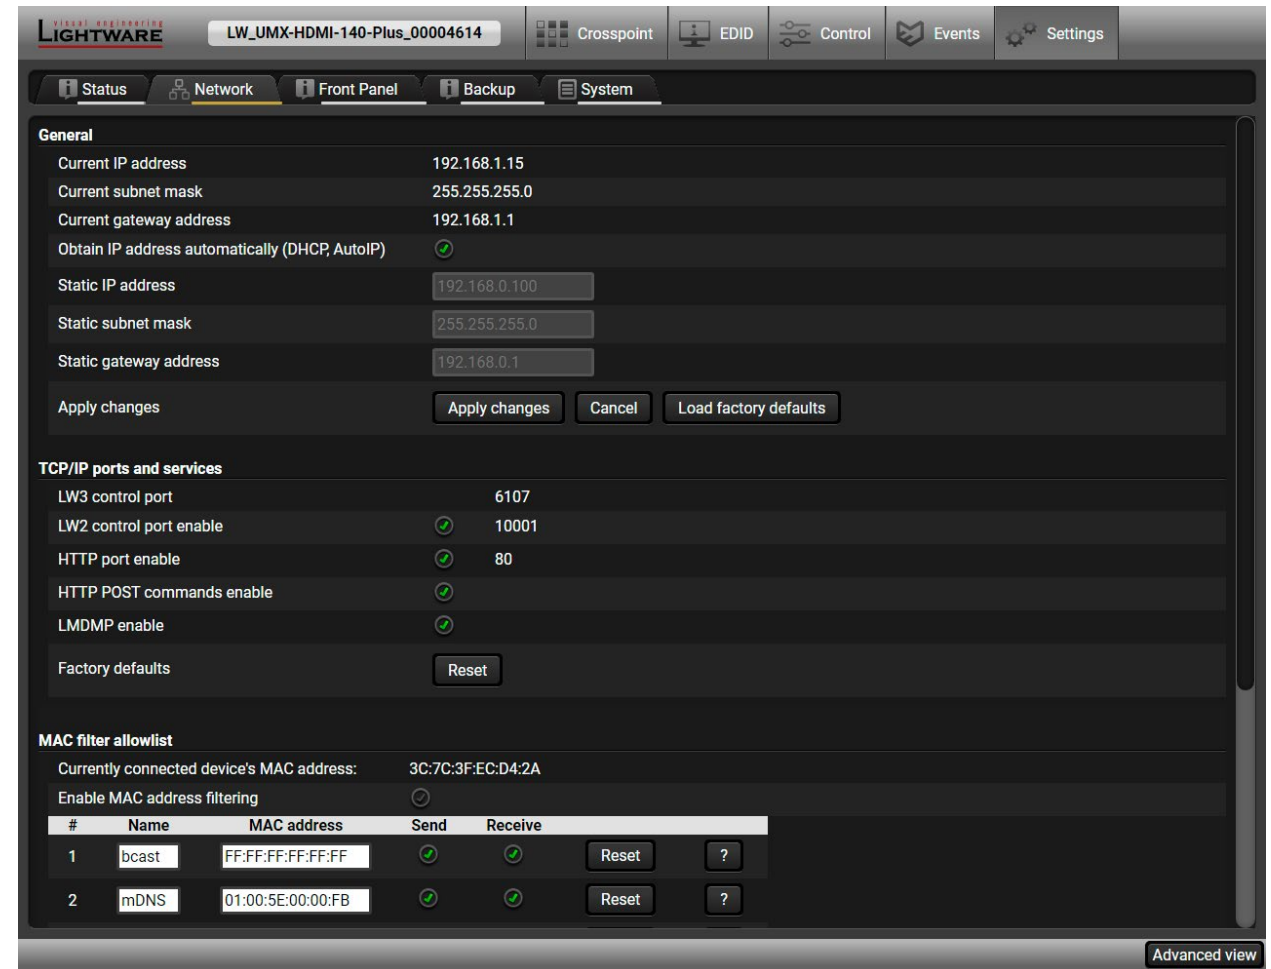 visual engineering
LIGHTWARE
LW_UMX-HDMI-140-Plus_00004614
Crosspoint
EDID
Control
Events
Settings
Status
Network
Front Panel
Backup
System
General
Current IP address 192.168.1.15
Current subnet mask 255.255.255.0
Current gateway address 192.168.1.1
Obtain IP address automatically (DHCP, AutoIP)
Static IP address 192.168.0.100
Static subnet mask 255.255.255.0
Static gateway address 192.168.0.1
Apply changes Apply changes Cancel Load factory defaults
TCP/IP ports and services
LW3 control port 6107
LW2 control port enable 10001
HTTP port enable 80
HTTP POST commands enable
LMDMP enable
Factory defaults Reset
MAC filter allowlist
Currently connected device's MAC address: 3C:7C:3F:EC:D4:2A
Enable MAC address filtering
# Name MAC address Send Receive
1 bcast FF:FF:FF:FF:FF:FF Reset ?
2 mDNS 01:00:5E:00:00:FB Reset ?
Advanced view